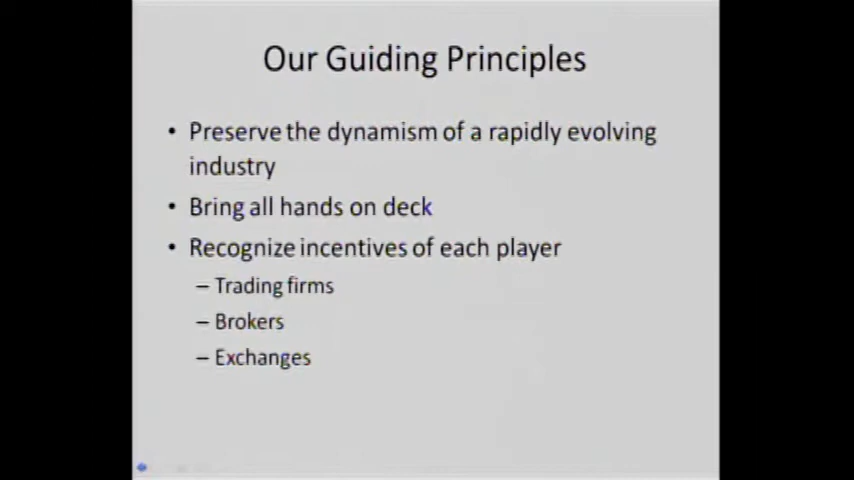 Our Guiding Principles
• Preserve the dynamism of a rapidly evolving
industry
• Bring all hands on deck
• Recognize incentives of each player
– Trading firms
– Brokers
– Exchanges